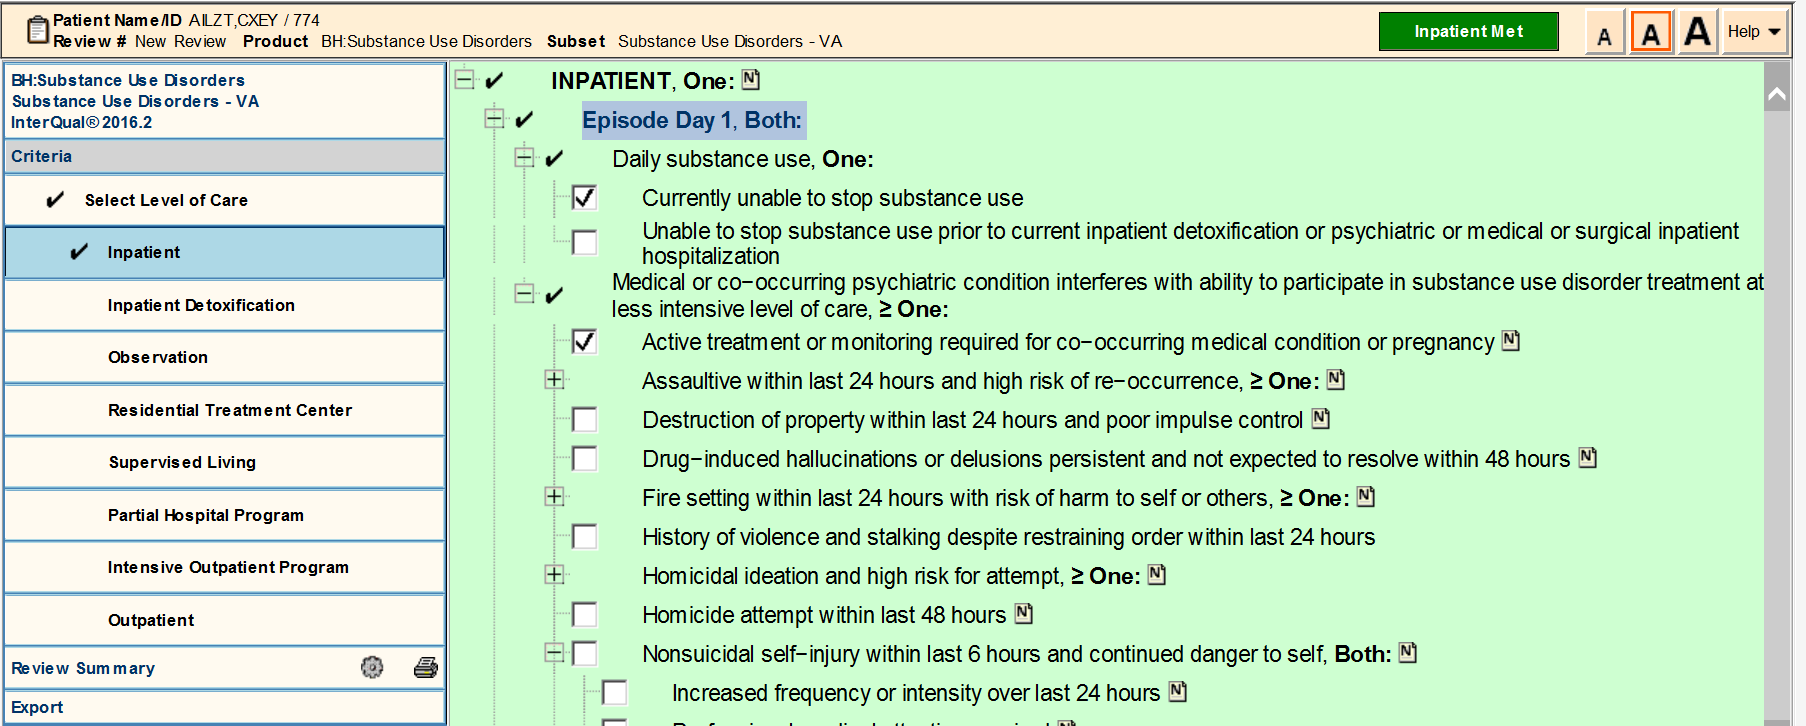 Patient Name/ID AILZT,CXEY / 774
Review # New Review Product BH:Substance Use Disorders Subset Substance Use Disorders - VA
Inpatient Met
A A A Help
BH:Substance Use Disorders
Substance Use Disorders - VA
InterQual® 2016.2
Criteria
Select Level of Care
Inpatient
Inpatient Detoxification
Observation
Residential Treatment Center
Supervised Living
Partial Hospital Program
Intensive Outpatient Program
Outpatient
Review Summary
Export
INPATIENT, One:
Episode Day 1, Both:
Daily substance use, One:
Currently unable to stop substance use
Unable to stop substance use prior to current inpatient detoxification or psychiatric or medical or surgical inpatient
hospitalization
Medical or co-occurring psychiatric condition interferes with ability to participate in substance use disorder treatment at
less intensive level of care, ≥ One:
Active treatment or monitoring required for co-occurring medical condition or pregnancy
Assaultive within last 24 hours and high risk of re-occurrence, ≥ One:
Destruction of property within last 24 hours and poor impulse control
Drug-induced hallucinations or delusions persistent and not expected to resolve within 48 hours
Fire setting within last 24 hours with risk of harm to self or others, ≥ One:
History of violence and stalking despite restraining order within last 24 hours
Homicidal ideation and high risk for attempt, ≥ One:
Homicide attempt within last 48 hours
Nonsuicidal self-injury within last 6 hours and continued danger to self, Both:
Increased frequency or intensity over last 24 hours